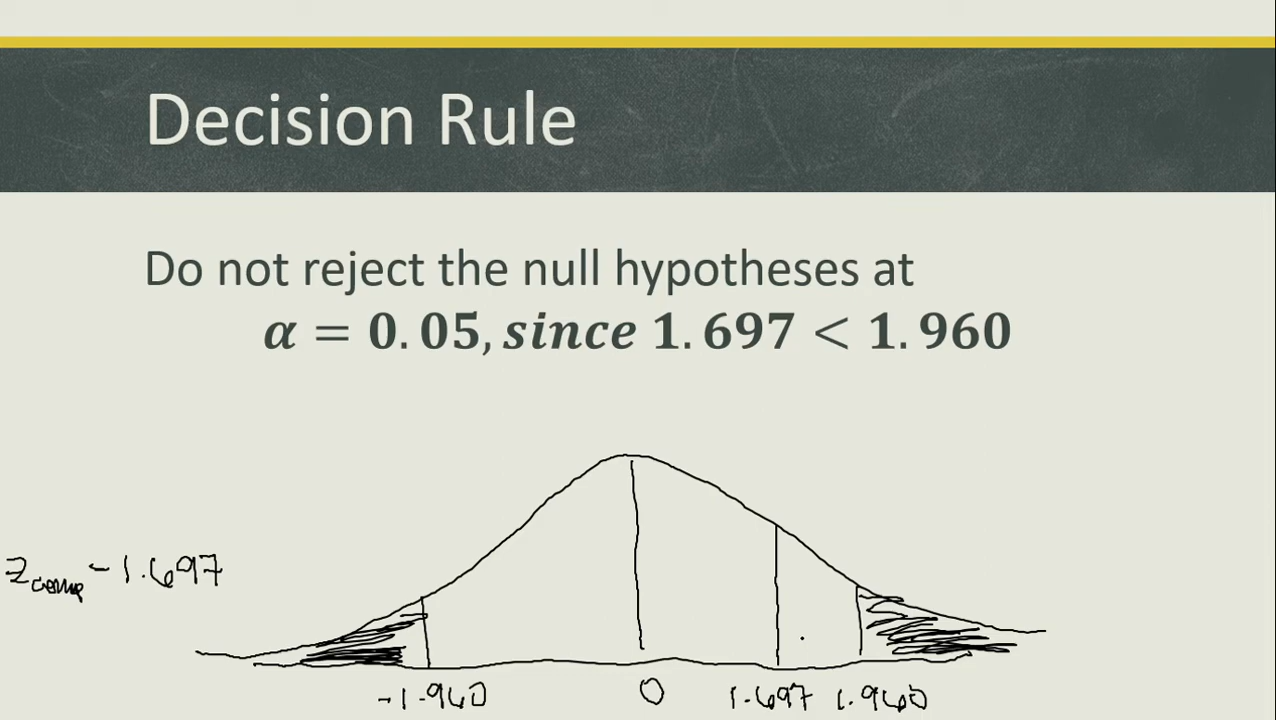 Decision Rule
Do not reject the null hypotheses at
α = 0.05, since 1.697 < 1.960
Zcomp - 1.697
-1.960 0 1.697 1.960